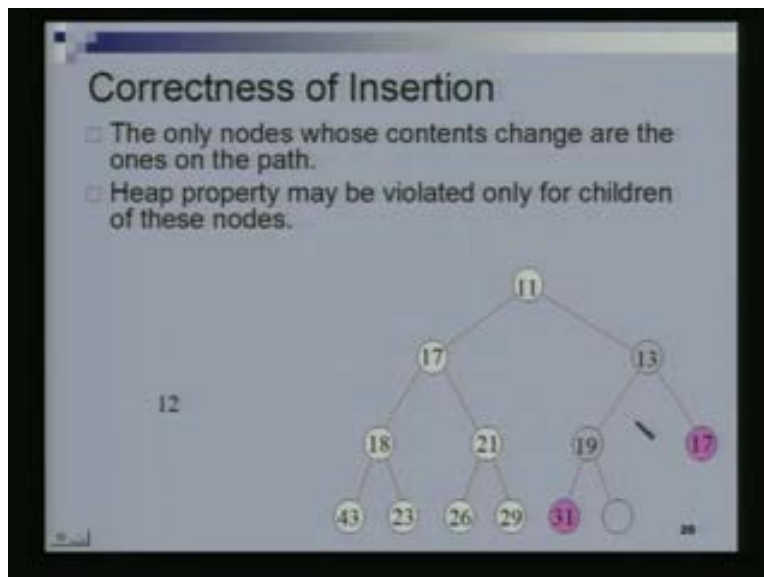 Correctness of Insertion
The only nodes whose contents change are the
ones on the path.
Heap property may be violated only for children
of these nodes.
11
17 13
12
18 21 19 17
43 23 26 29 31